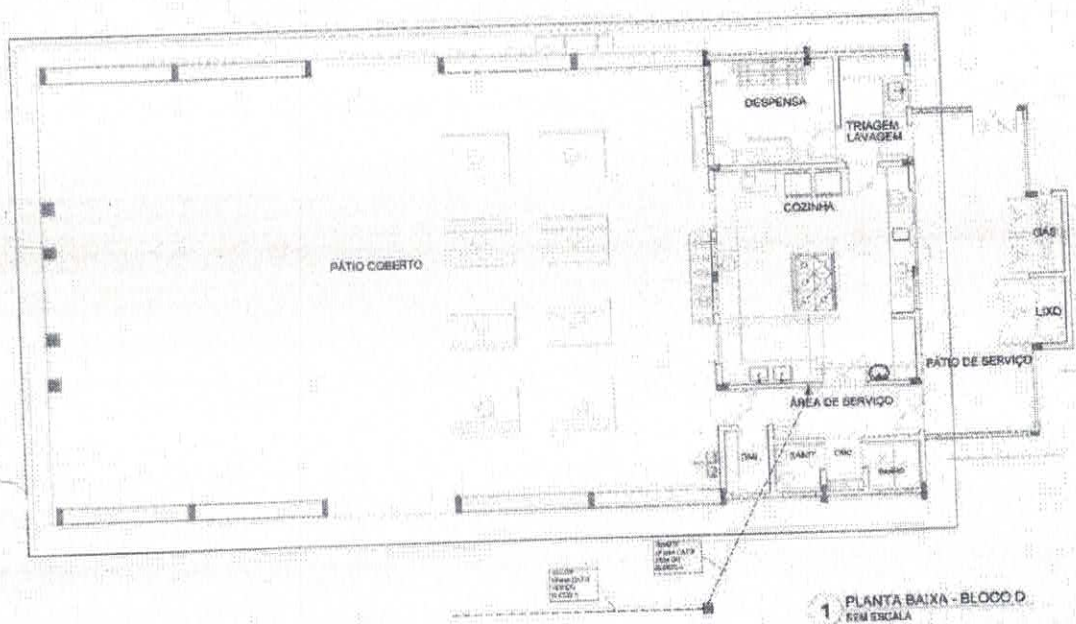 DESPENSA
TRIAGEM
LAVAGEM
COZINHA
GÁS
PÁTIO COBERTO
LIXO
PÁTIO DE SERVIÇO
ÁREA DE SERVIÇO
DML
SANIT
BANHO
1 PLANTA BAIXA - BLOCO D
SEM ESCALA